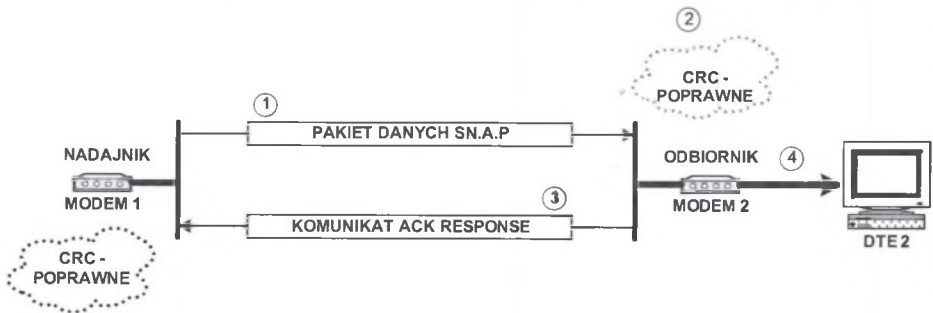 2
CRC -
POPRAWNE
1
PAKIET DANYCH SN.A.P
NADAJNIK
MODEM 1
ODBIORNIK
MODEM 2
4
3
KOMUNIKAT ACK RESPONSE
DTE 2
CRC -
POPRAWNE